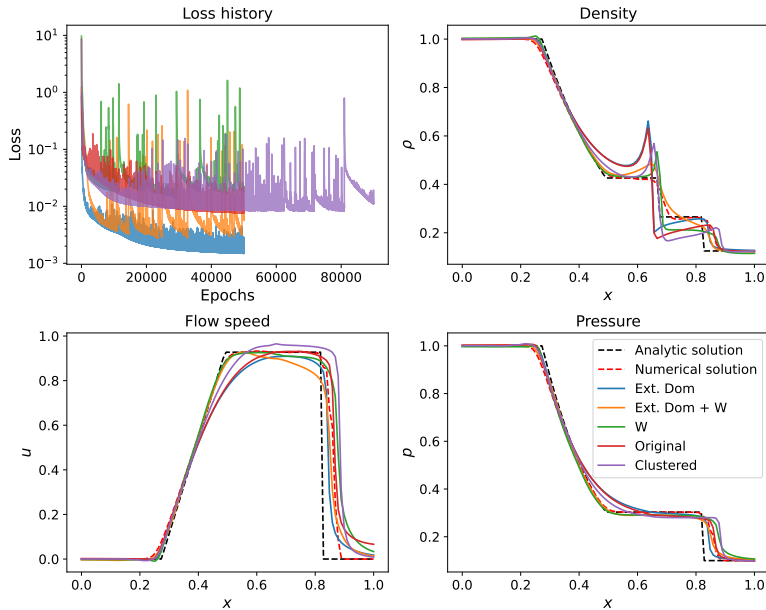 Loss history
10¹
10⁰
10⁻¹
10⁻²
10⁻³
Loss
0 20000 40000 60000 80000
Epochs
Density
1.0
0.8
0.6
0.4
0.2
ρ
0.0 0.2 0.4 0.6 0.8 1.0
x
Flow speed
1.0
0.8
0.6
0.4
0.2
0.0
u
0.0 0.2 0.4 0.6 0.8 1.0
x
Pressure
1.0
0.8
0.6
0.4
0.2
p
0.0 0.2 0.4 0.6 0.8 1.0
x
Analytic solution
Numerical solution
Ext. Dom
Ext. Dom + W
W
Original
Clustered